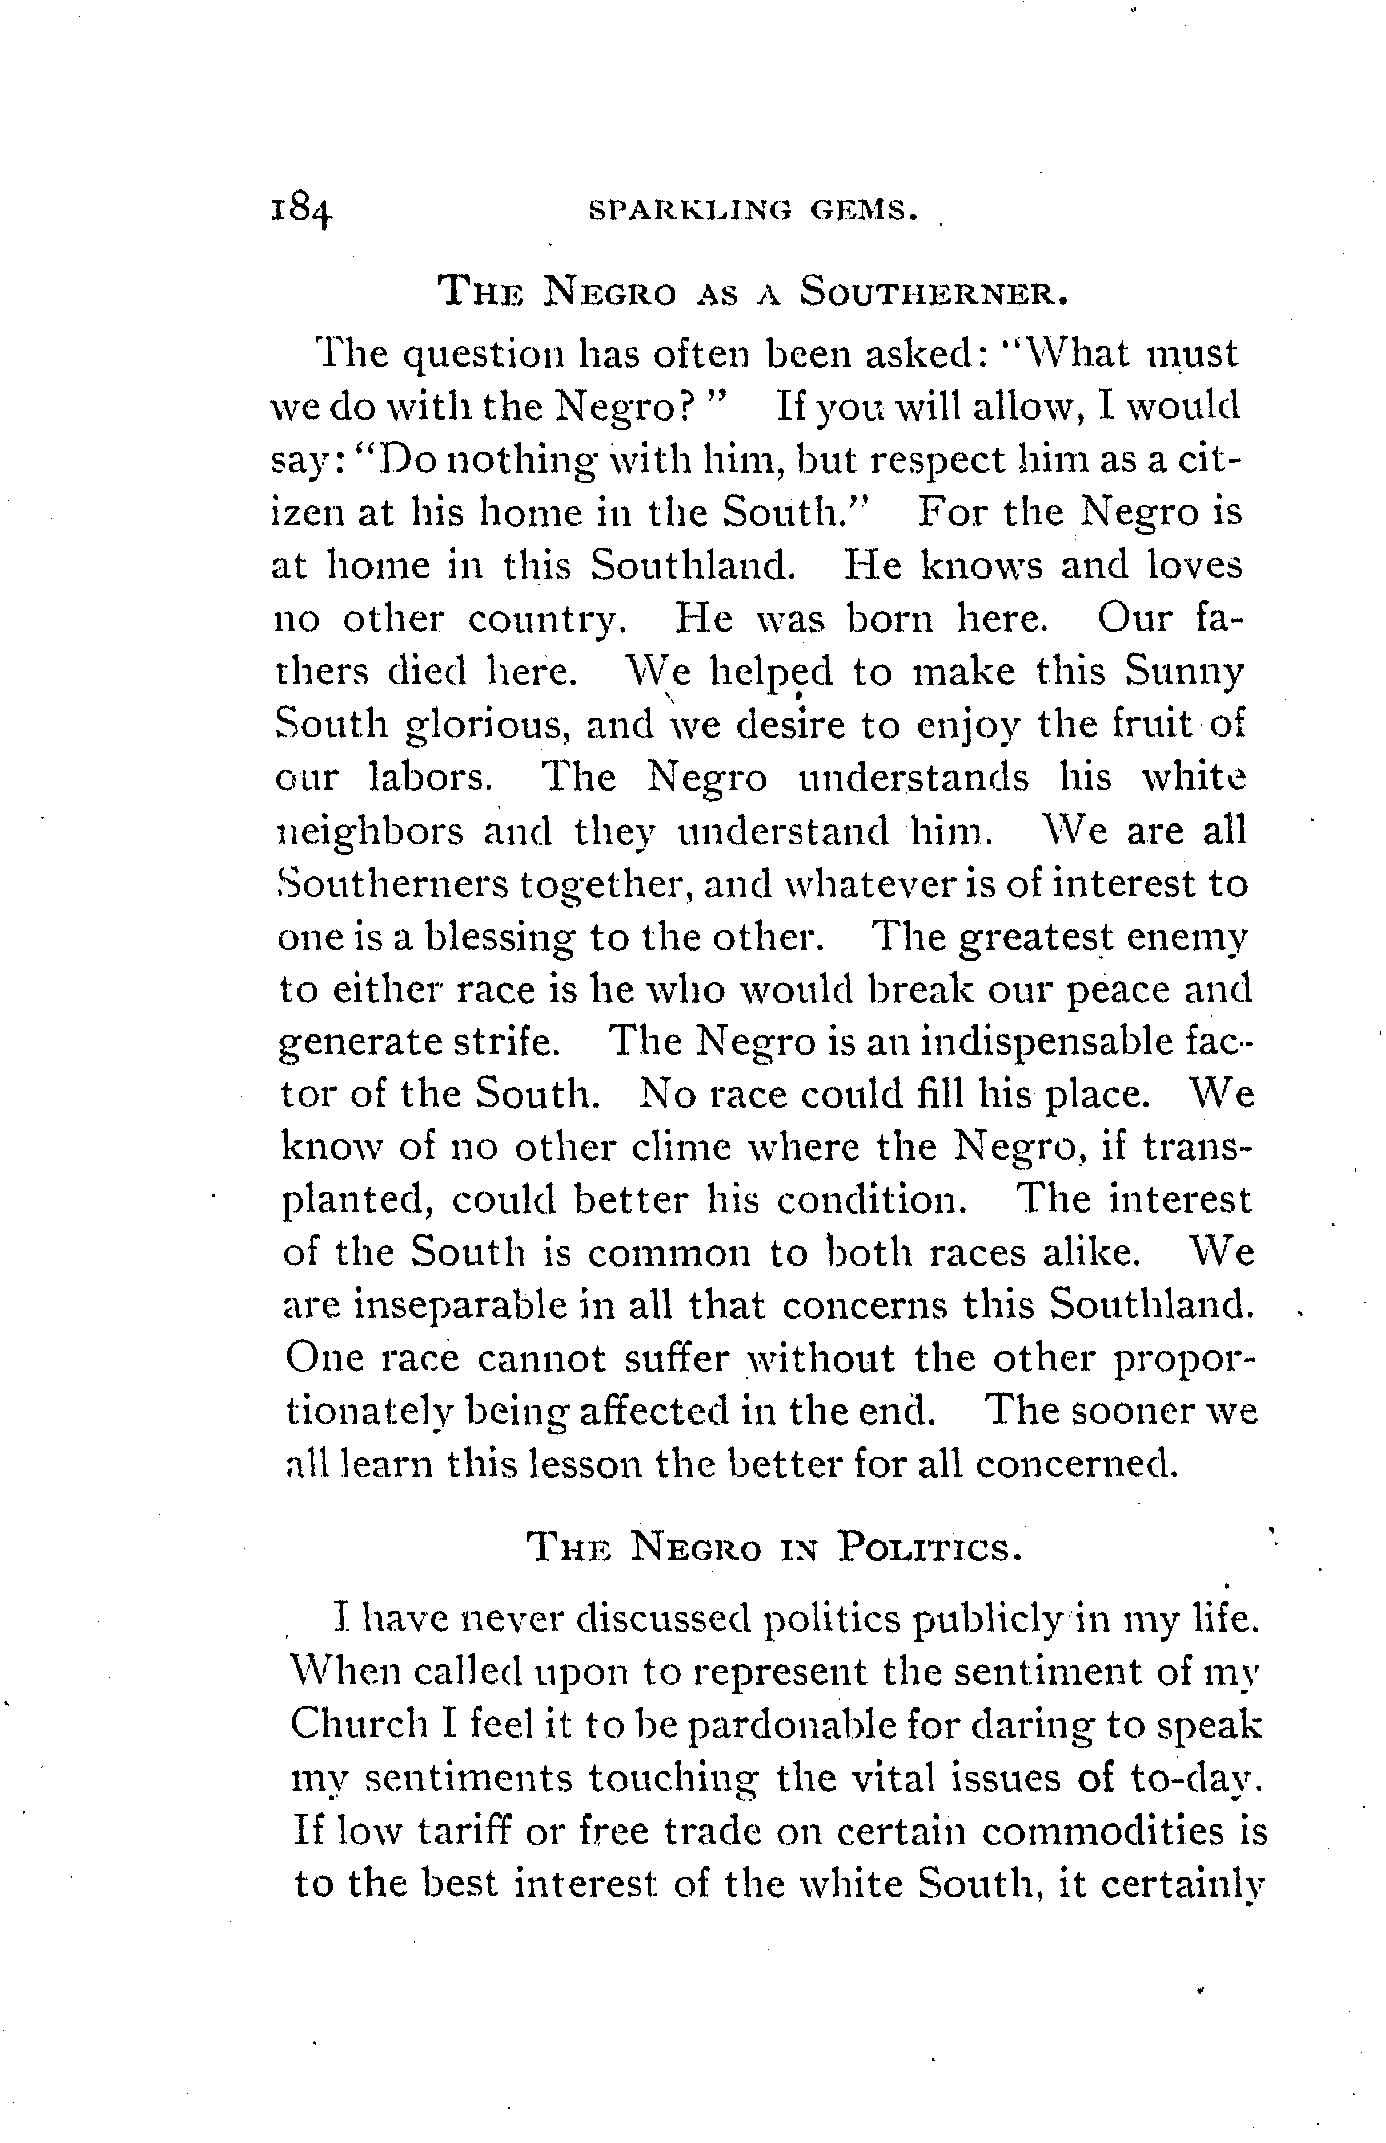 184 SPARKLING GEMS.
THE NEGRO AS A SOUTHERNER.
The question has often been asked: "What must
we do with the Negro? " If you will allow, I would
say: "Do nothing with him, but respect him as a cit-
izen at his home in the South." For the Negro is
at home in this Southland. He knows and loves
no other country. He was born here. Our fa-
thers died here. We helped to make this Sunny
South glorious, and we desire to enjoy the fruit of
our labors. The Negro understands his white
neighbors and they understand him. We are all
Southerners together, and whatever is of interest to
one is a blessing to the other. The greatest enemy
to either race is he who would break our peace and
generate strife. The Negro is an indispensable fac-
tor of the South. No race could fill his place. We
know of no other clime where the Negro, if trans-
planted, could better his condition. The interest
of the South is common to both races alike. We
are inseparable in all that concerns this Southland.
One race cannot suffer without the other propor-
tionately being affected in the end. The sooner we
all learn this lesson the better for all concerned.
THE NEGRO IN POLITICS.
I have never discussed politics publicly in my life.
When called upon to represent the sentiment of my
Church I feel it to be pardonable for daring to speak
my sentiments touching the vital issues of to-day.
If low tariff or free trade on certain commodities is
to the best interest of the white South, it certainly